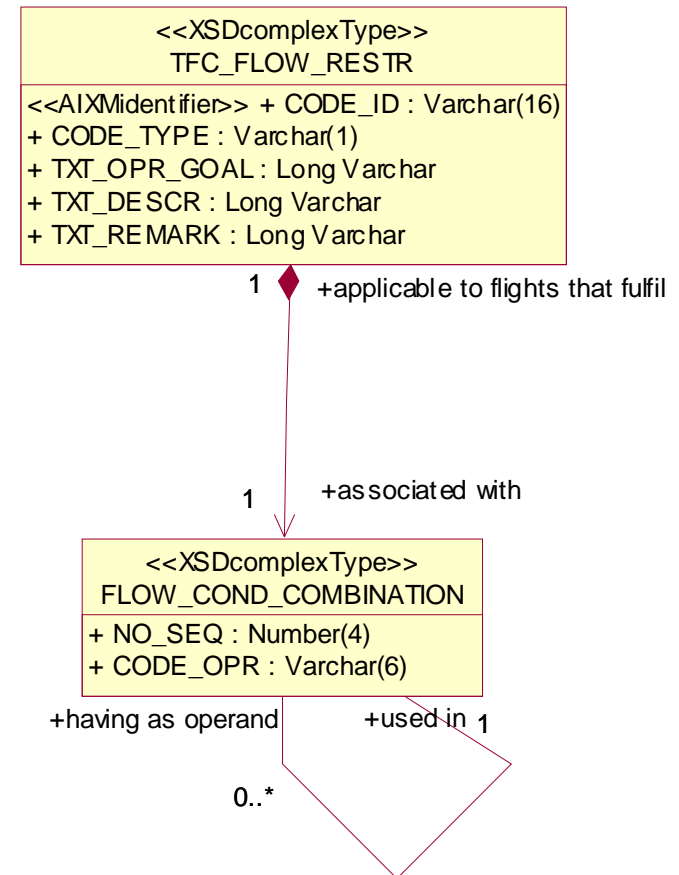 <<XSDcomplexType>>
TFC_FLOW_RESTR
<<AIXMidentifier>> + CODE_ID : Varchar(16)
+ CODE_TYPE : Varchar(1)
+ TXT_OPR_GOAL : Long Varchar
+ TXT_DESCR : Long Varchar
+ TXT_REMARK : Long Varchar
1 +applicable to flights that fulfil
1 +associated with
<<XSDcomplexType>>
FLOW_COND_COMBINATION
+ NO_SEQ : Number(4)
+ CODE_OPR : Varchar(6)
+having as operand +used in 1
0..*